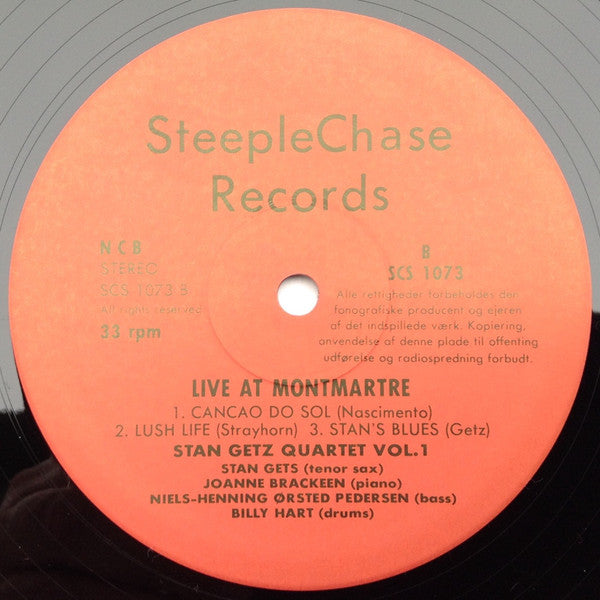 SteepleChase
Records
NCB
STEREO
SCS 1073 B
All rights reserved
33 rpm
B
SCS 1073
Alle rettigheder forbeholdes den
fonografiske producent og ejeren
af det indspillede værk. Kopiering,
anvendelse af denne plade til offenting
udførelse og radiospredning forbudt.
LIVE AT MONTMARTRE
1. CANCAO DO SOL (Nascimento)
2. LUSH LIFE (Strayhorn) 3. STAN'S BLUES (Getz)
STAN GETZ QUARTET VOL.1
STAN GETS (tenor sax)
JOANNE BRACKEEN (piano)
NIELS-HENNING ØRSTED PEDERSEN (bass)
BILLY HART (drums)